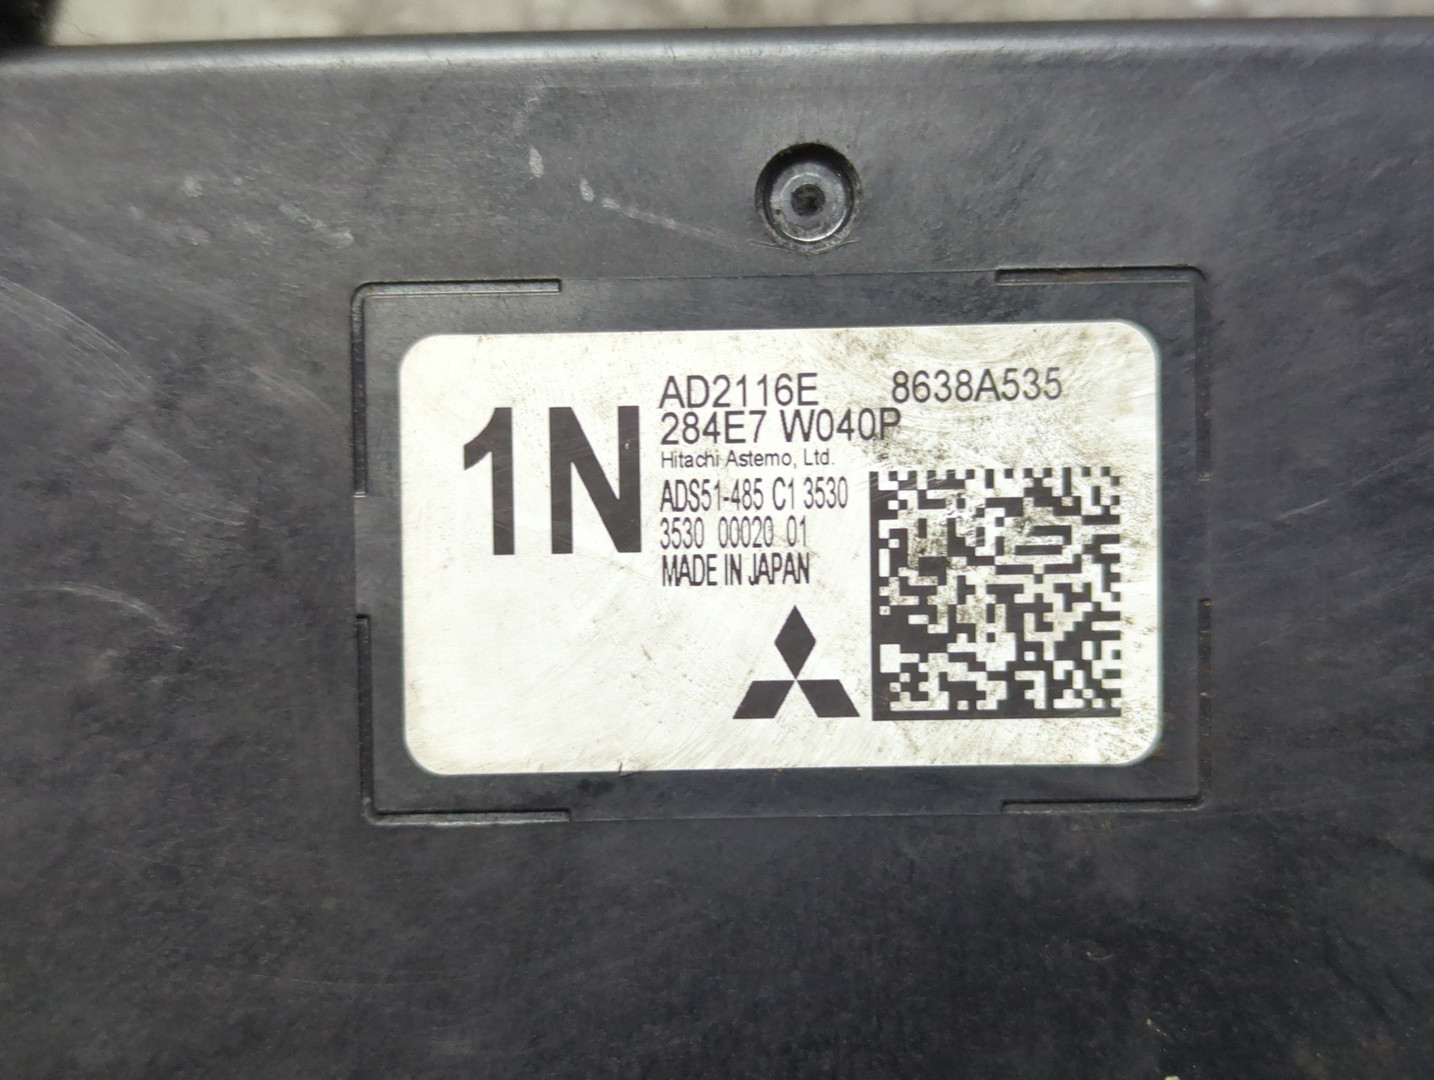 1N
AD2116E 8638A535
284E7 W040P
Hitachi Astemo, Ltd.
ADS51-485 C1 3530
3530 00020 01
MADE IN JAPAN